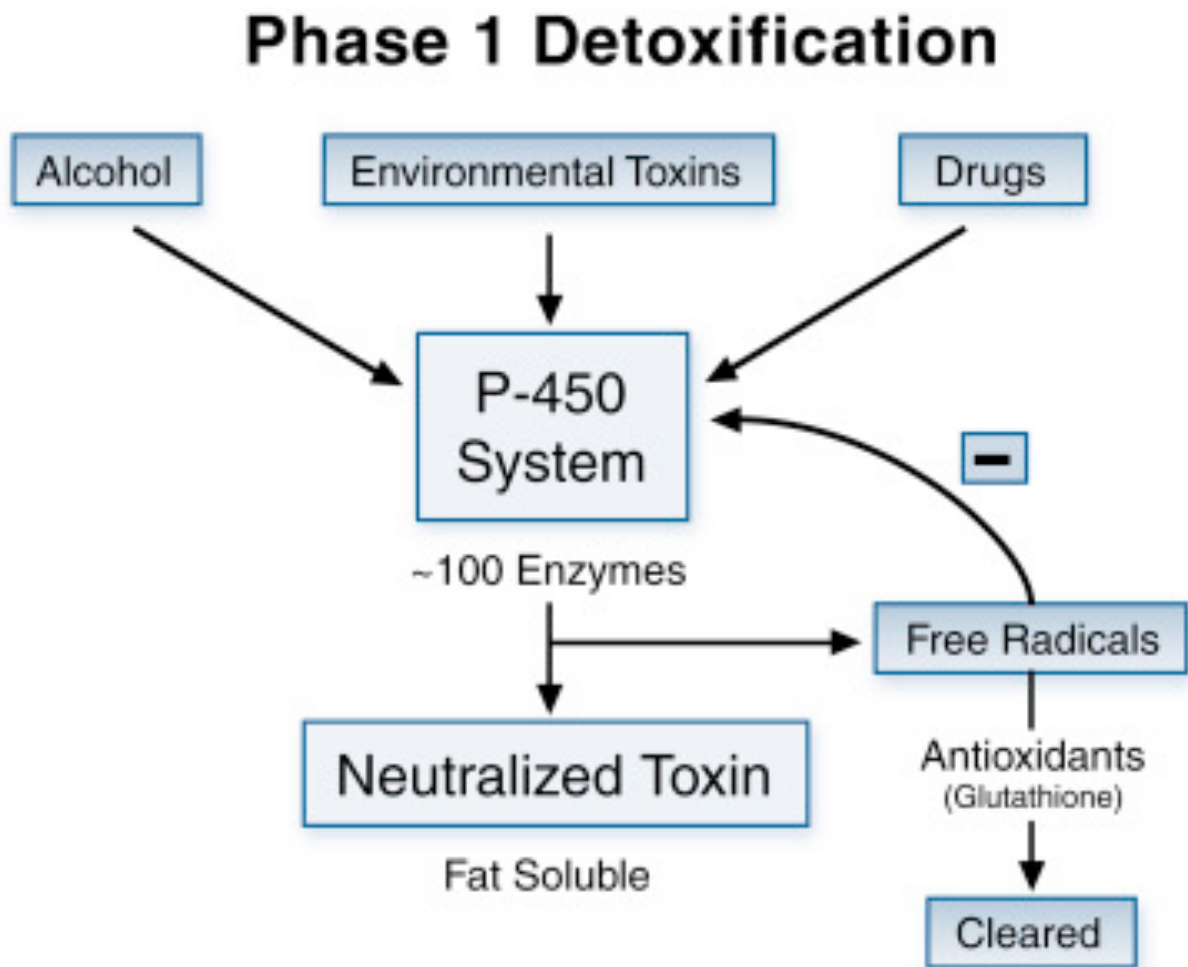 Phase 1 Detoxification
Alcohol
Environmental Toxins
Drugs
P-450
System
-
~100 Enzymes
Free Radicals
Neutralized Toxin
Antioxidants
(Glutathione)
Fat Soluble
Cleared